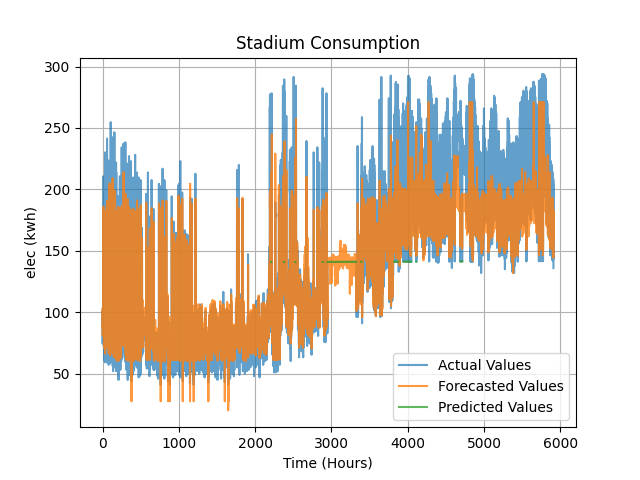 Stadium Consumption
elec (kwh)
300
250
200
150
100
50
0
1000
2000
3000
4000
5000
6000
Time (Hours)
Actual Values
Forecasted Values
Predicted Values